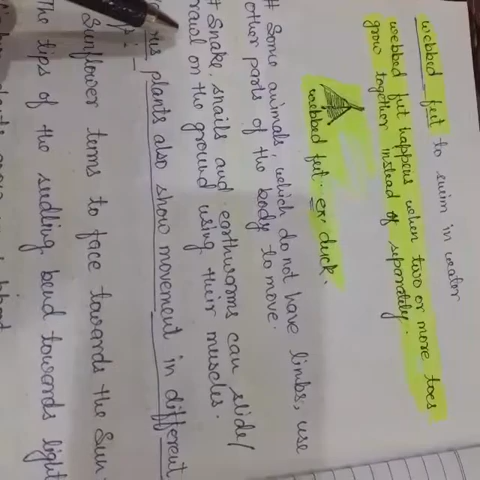 webbed feet to swim in water
webbed feet happens when two or more toes
grow together instead of separately.
webbed feet. ex: duck.
# Some animals, which do not have limbs, use
other parts of the body to move.
# Snake, snails and earthworms can slide/
crawl on the ground using their muscles.
plants also show movement in different
Sunflower terns to face towards the Sun.
The tips of the seedling bend towards light